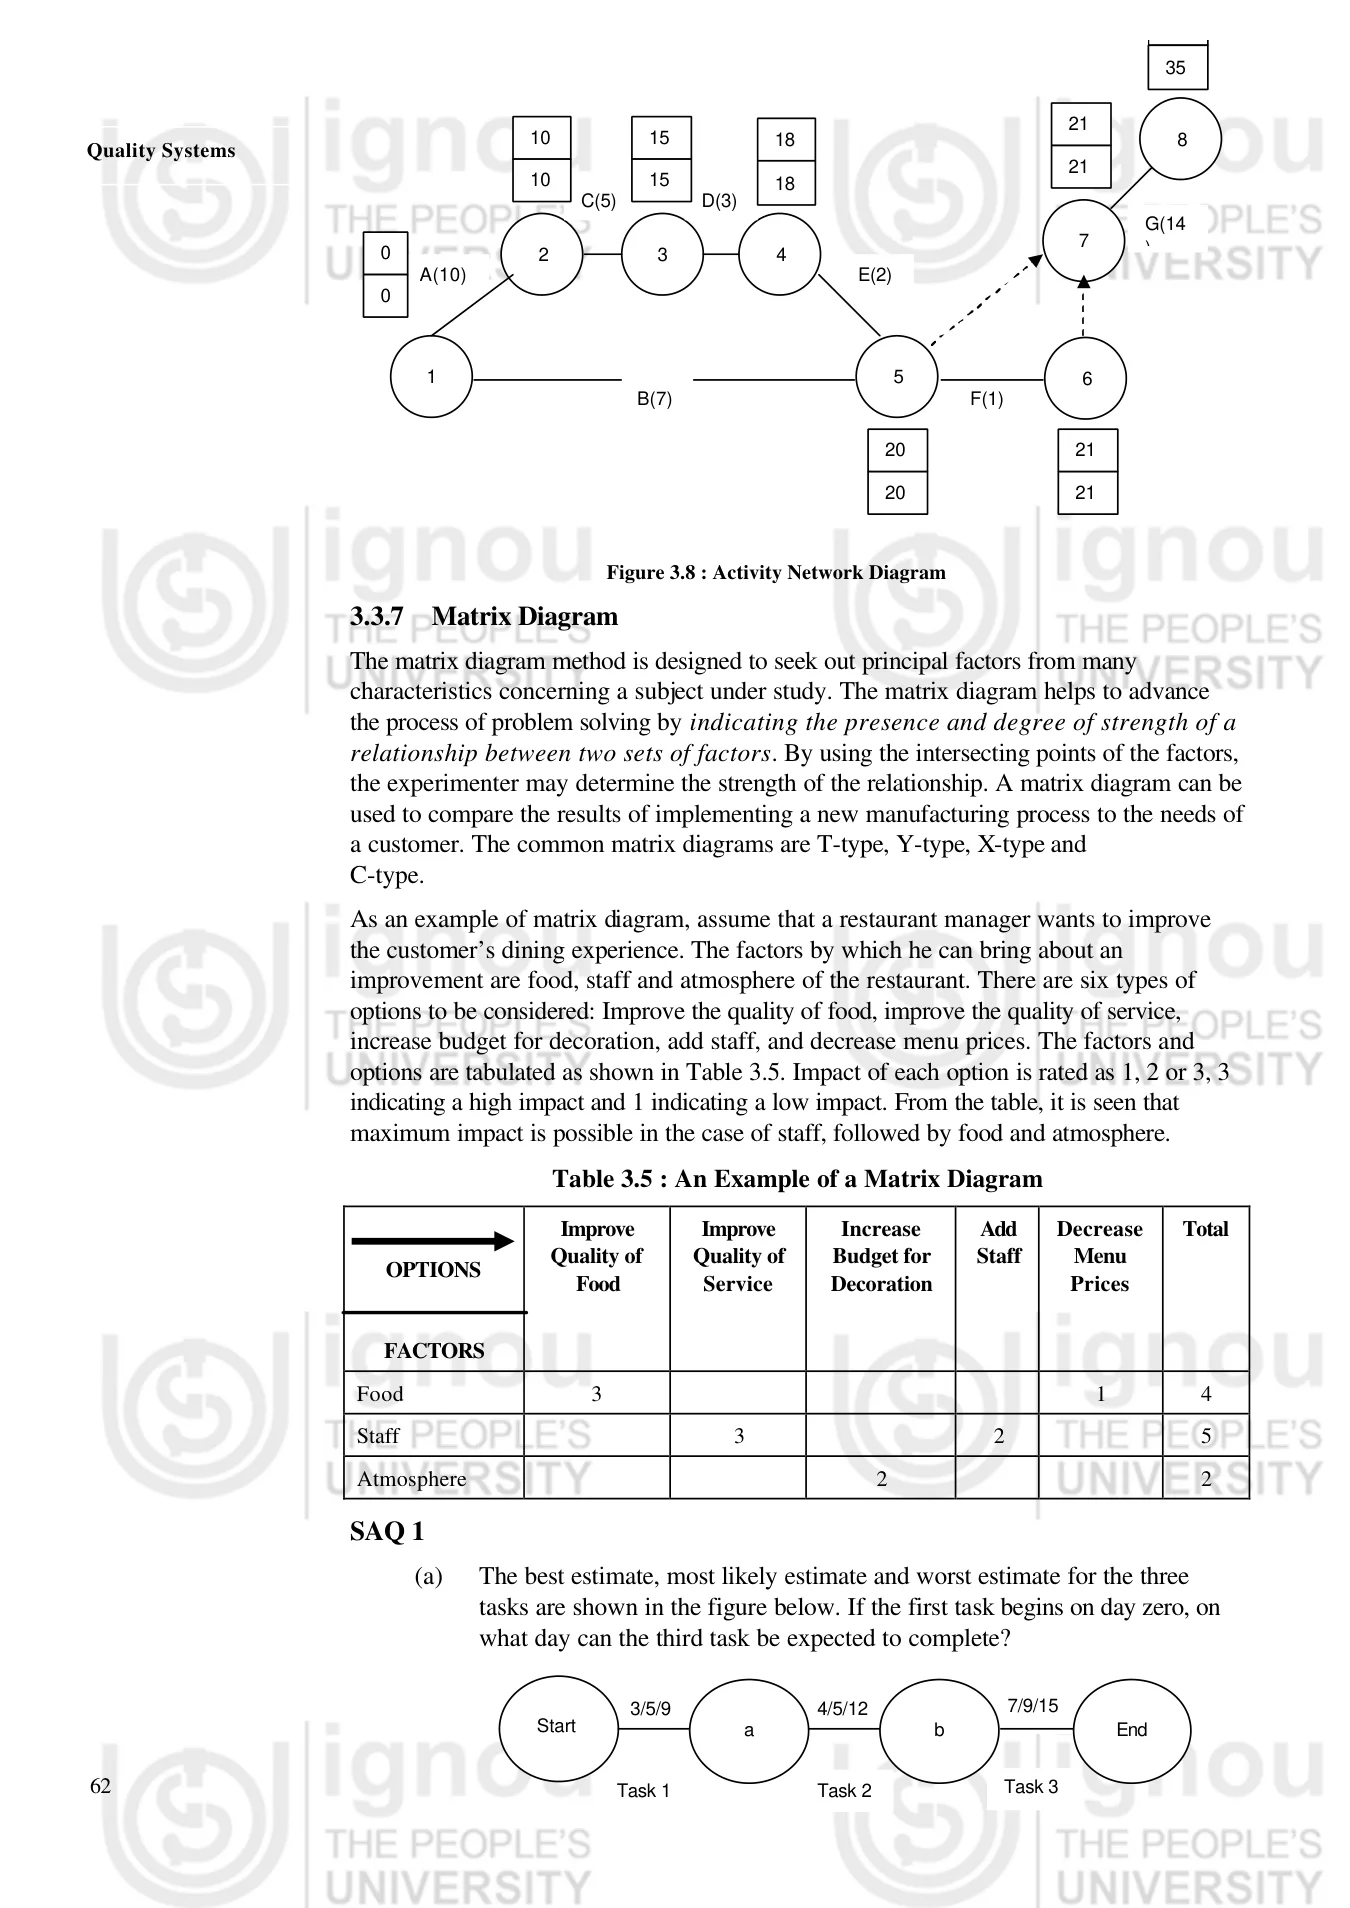 35
Quality Systems
10
10
15
15
18
18
21
21
8
C(5)
D(3)
G(14
0
0
A(10)
2
3
4
E(2)
7
1
5
6
B(7)
F(1)
20
20
21
21
Figure 3.8 : Activity Network Diagram
3.3.7 Matrix Diagram
The matrix diagram method is designed to seek out principal factors from many
characteristics concerning a subject under study. The matrix diagram helps to advance
the process of problem solving by indicating the presence and degree of strength of a
relationship between two sets of factors. By using the intersecting points of the factors,
the experimenter may determine the strength of the relationship. A matrix diagram can be
used to compare the results of implementing a new manufacturing process to the needs of
a customer. The common matrix diagrams are T-type, Y-type, X-type and
C-type.
As an example of matrix diagram, assume that a restaurant manager wants to improve
the customer's dining experience. The factors by which he can bring about an
improvement are food, staff and atmosphere of the restaurant. There are six types of
options to be considered: Improve the quality of food, improve the quality of service,
increase budget for decoration, add staff, and decrease menu prices. The factors and
options are tabulated as shown in Table 3.5. Impact of each option is rated as 1, 2 or 3, 3
indicating a high impact and 1 indicating a low impact. From the table, it is seen that
maximum impact is possible in the case of staff, followed by food and atmosphere.
Table 3.5 : An Example of a Matrix Diagram
OPTIONS
FACTORS
Improve
Quality of
Food
Improve
Quality of
Service
Increase
Budget for
Decoration
Add
Staff
Decrease
Menu
Prices
Total
Food 3 1 4
Staff 3 2 5
Atmosphere 2 2
SAQ 1
(a) The best estimate, most likely estimate and worst estimate for the three
tasks are shown in the figure below. If the first task begins on day zero, on
what day can the third task be expected to complete?
Start 3/5/9 a 4/5/12 b 7/9/15 End
Task 1 Task 2 Task 3
62
ignou
THE PEOPLE'S
UNIVERSITY